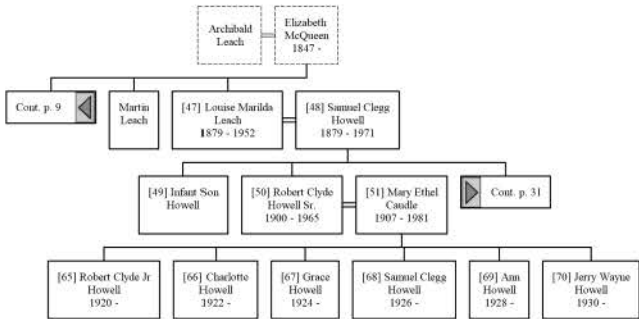 Archibald
Leach
Elizabeth
McQueen
1847 -
Cont. p. 9
Martin
Leach
[47] Louise Marilda
Leach
1879 - 1952
[48] Samuel Clegg
Howell
1879 - 1971
[49] Infant Son
Howell
[50] Robert Clyde
Howell Sr.
1900 - 1965
[51] Mary Ethel
Caudle
1907 - 1981
Cont. p. 31
[65] Robert Clyde Jr
Howell
1920 -
[66] Charlotte
Howell
1922 -
[67] Grace
Howell
1924 -
[68] Samuel Clegg
Howell
1926 -
[69] Ann
Howell
1928 -
[70] Jerry Wayne
Howell
1930 -